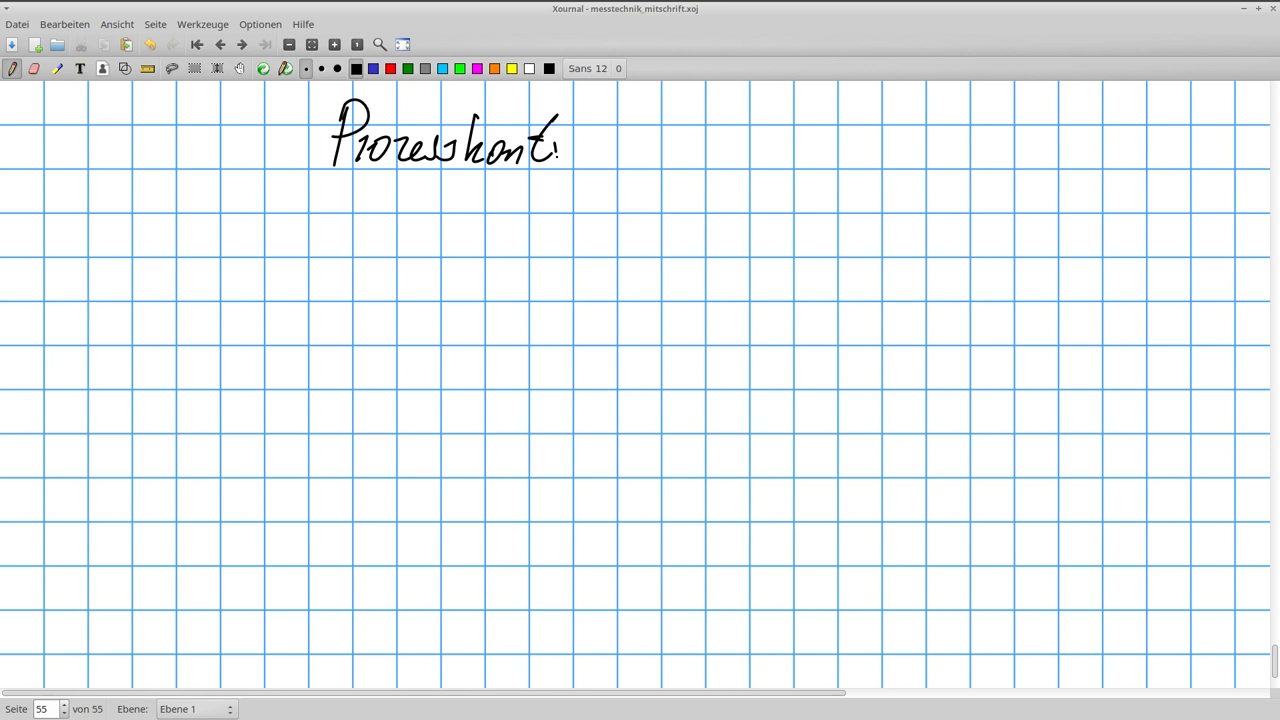 Xournal - messtechnik_mitschrift.xoj
Datei Bearbeiten Ansicht Seite Werkzeuge Optionen Hilfe
Sans 12 0
Prozesskont
Seite 55 von 55 Ebene: Ebene 1